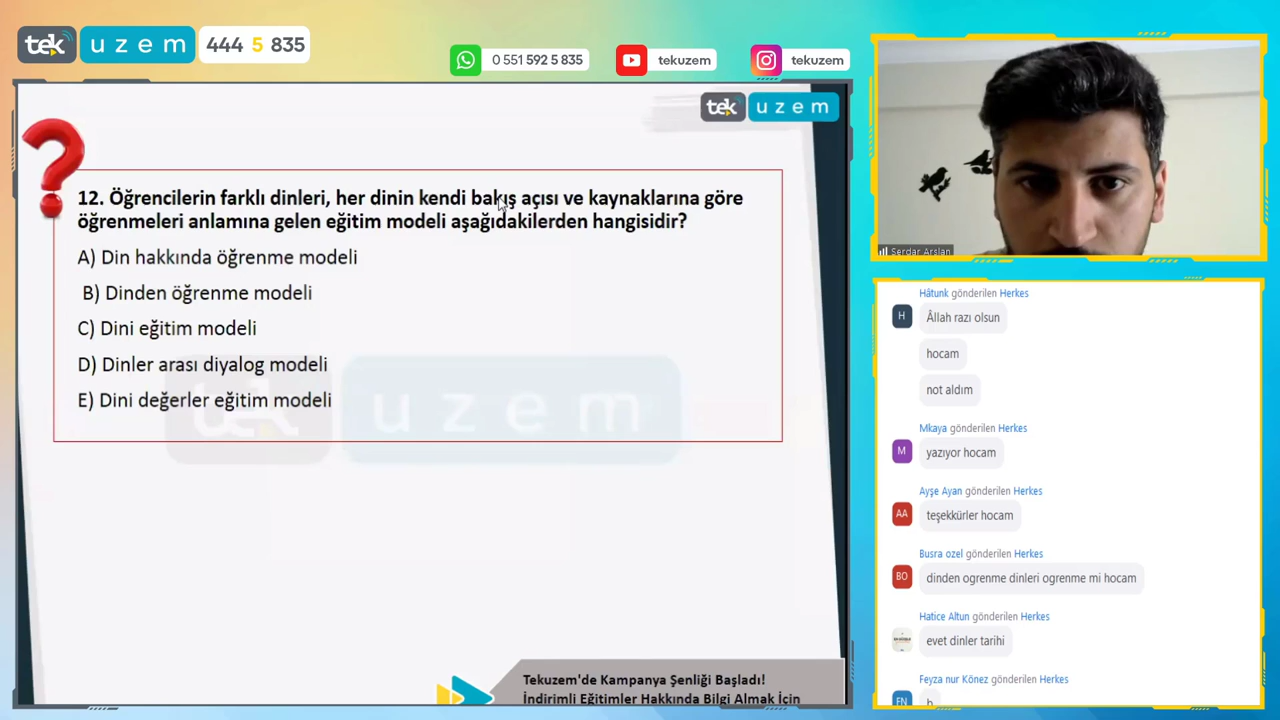 tek uzem 444 5 835
0 551 592 5 835
tekuzem
tekuzem
tek uzem
12. Öğrencilerin farklı dinleri, her dinin kendi bakış açısı ve kaynaklarına göre
öğrenmeleri anlamına gelen eğitim modeli aşağıdakilerden hangisidir?
A) Din hakkında öğrenme modeli
B) Dinden öğrenme modeli
C) Dini eğitim modeli
D) Dinler arası diyalog modeli
E) Dini değerler eğitim modeli
tek uzem
Tekuzem'de Kampanya Şenliği Başladı!
İndirimli Eğitimler Hakkında Bilgi Almak İçin
Serdar Arslan
Hâtunk gönderilen Herkes
H
Âllah razı olsun
hocam
not aldım
Mkaya gönderilen Herkes
M
yazıyor hocam
Ayşe Ayan gönderilen Herkes
AA
teşekkürler hocam
Busra ozel gönderilen Herkes
BO
dinden ogrenme dinleri ogrenme mi hocam
Hatice Altun gönderilen Herkes
evet dinler tarihi
Feyza nur Könez gönderilen Herkes
FN
b